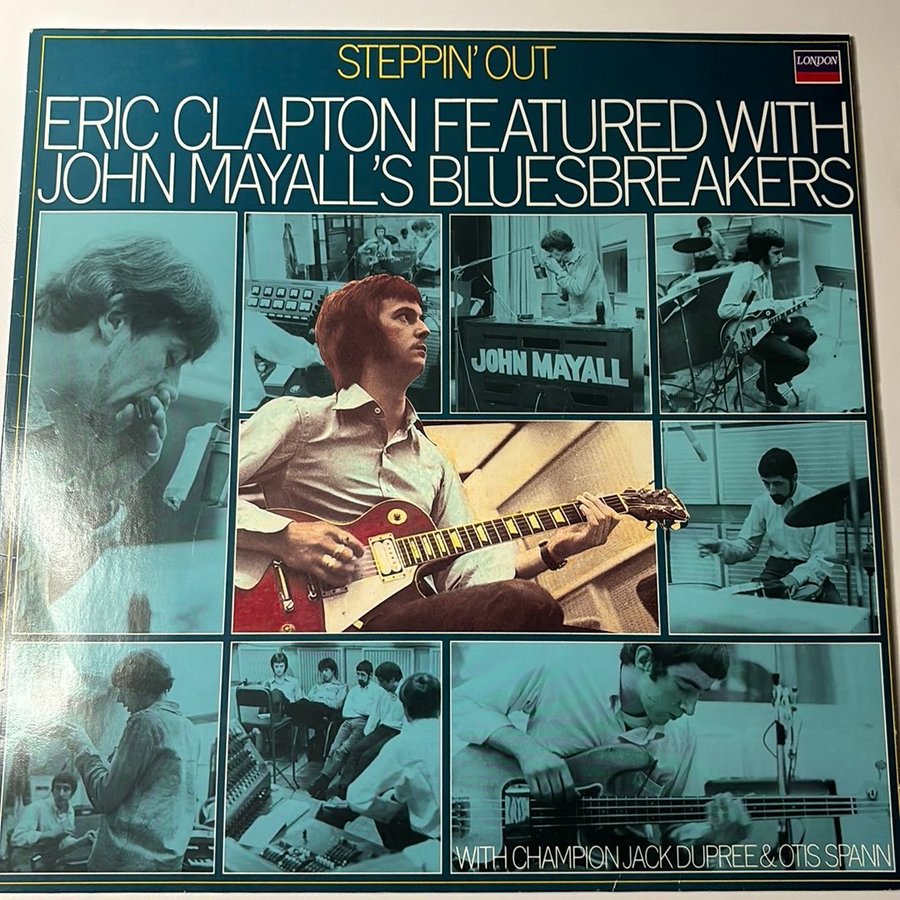 STEPPIN' OUT
LONDON
ERIC CLAPTON FEATURED WITH
JOHN MAYALL'S BLUESBREAKERS
JOHN MAYALL
WITH CHAMPION JACK DUPREE & OTIS SPANN